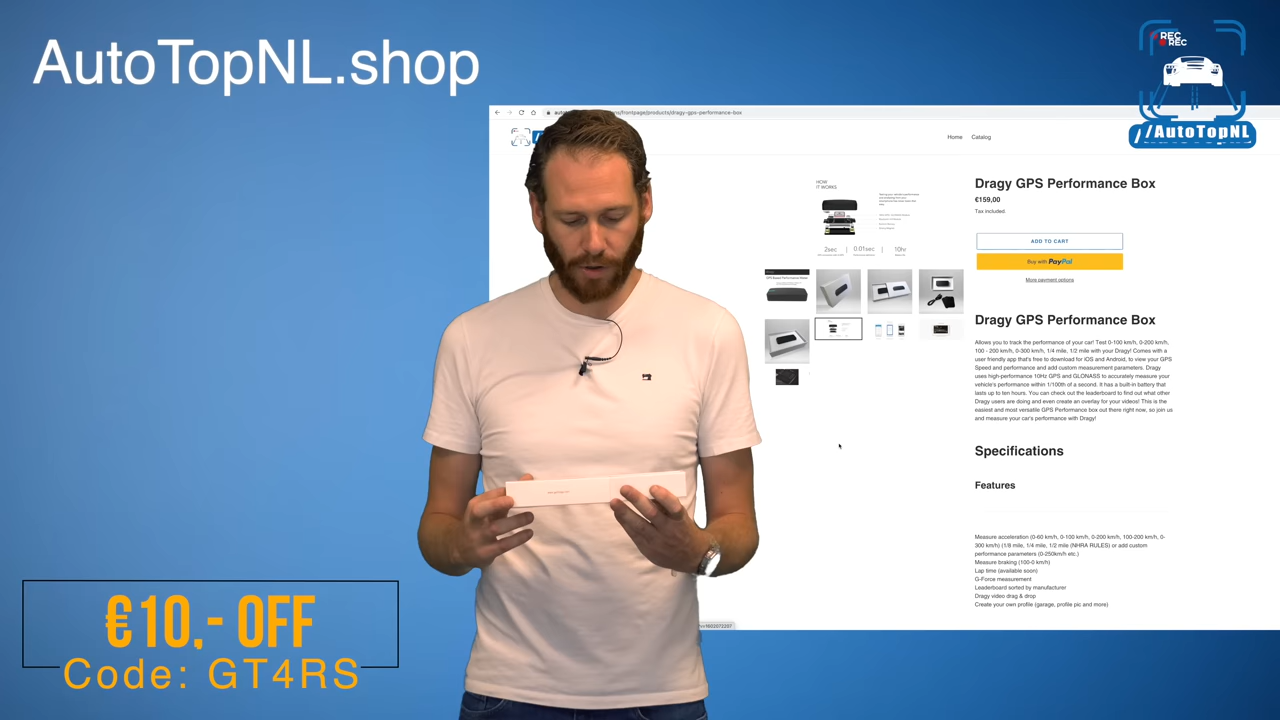 AutoTopNL.shop
REC
REC
//AutoTopNL
/frontpage/products/dragy-gps-performance-box
Home Catalog
HOW
IT WORKS
2sec
0.01sec
10hr
Dragy GPS Performance Box
€159,00
Tax included.
ADD TO CART
Buy with PayPal
More payment options
Dragy GPS Performance Box
Allows you to track the performance of your car! Test 0-100 km/h, 0-200 km/h,
100 - 200 km/h, 0-300 km/h, 1/4 mile, 1/2 mile with your Dragy! Comes with a
user friendly app that's free to download for iOS and Android, to view your GPS
Speed and performance and add custom measurement parameters. Dragy
uses high-performance 10Hz GPS and GLONASS to accurately measure your
vehicle's performance within 1/100th of a second. It has a built-in battery that
lasts up to ten hours. You can check out the leaderboard to find out what other
Dragy users are doing and even create an overlay for your videos! This is the
easiest and most versatile GPS Performance box out there right now, so join us
and measure your car's performance with Dragy!
Specifications
Features
Measure acceleration (0-60 km/h, 0-100 km/h, 0-200 km/h, 100-200 km/h, 0-
300 km/h) (1/8 mile, 1/4 mile, 1/2 mile (NHRA RULES) or add custom
performance parameters (0-250km/h etc.)
Measure braking (100-0 km/h)
Lap time (available soon)
G-Force measurement
Leaderboard sorted by manufacturer
Dragy video drag & drop
Create your own profile (garage, profile pic and more)
€10,- OFF
Code: GT4RS